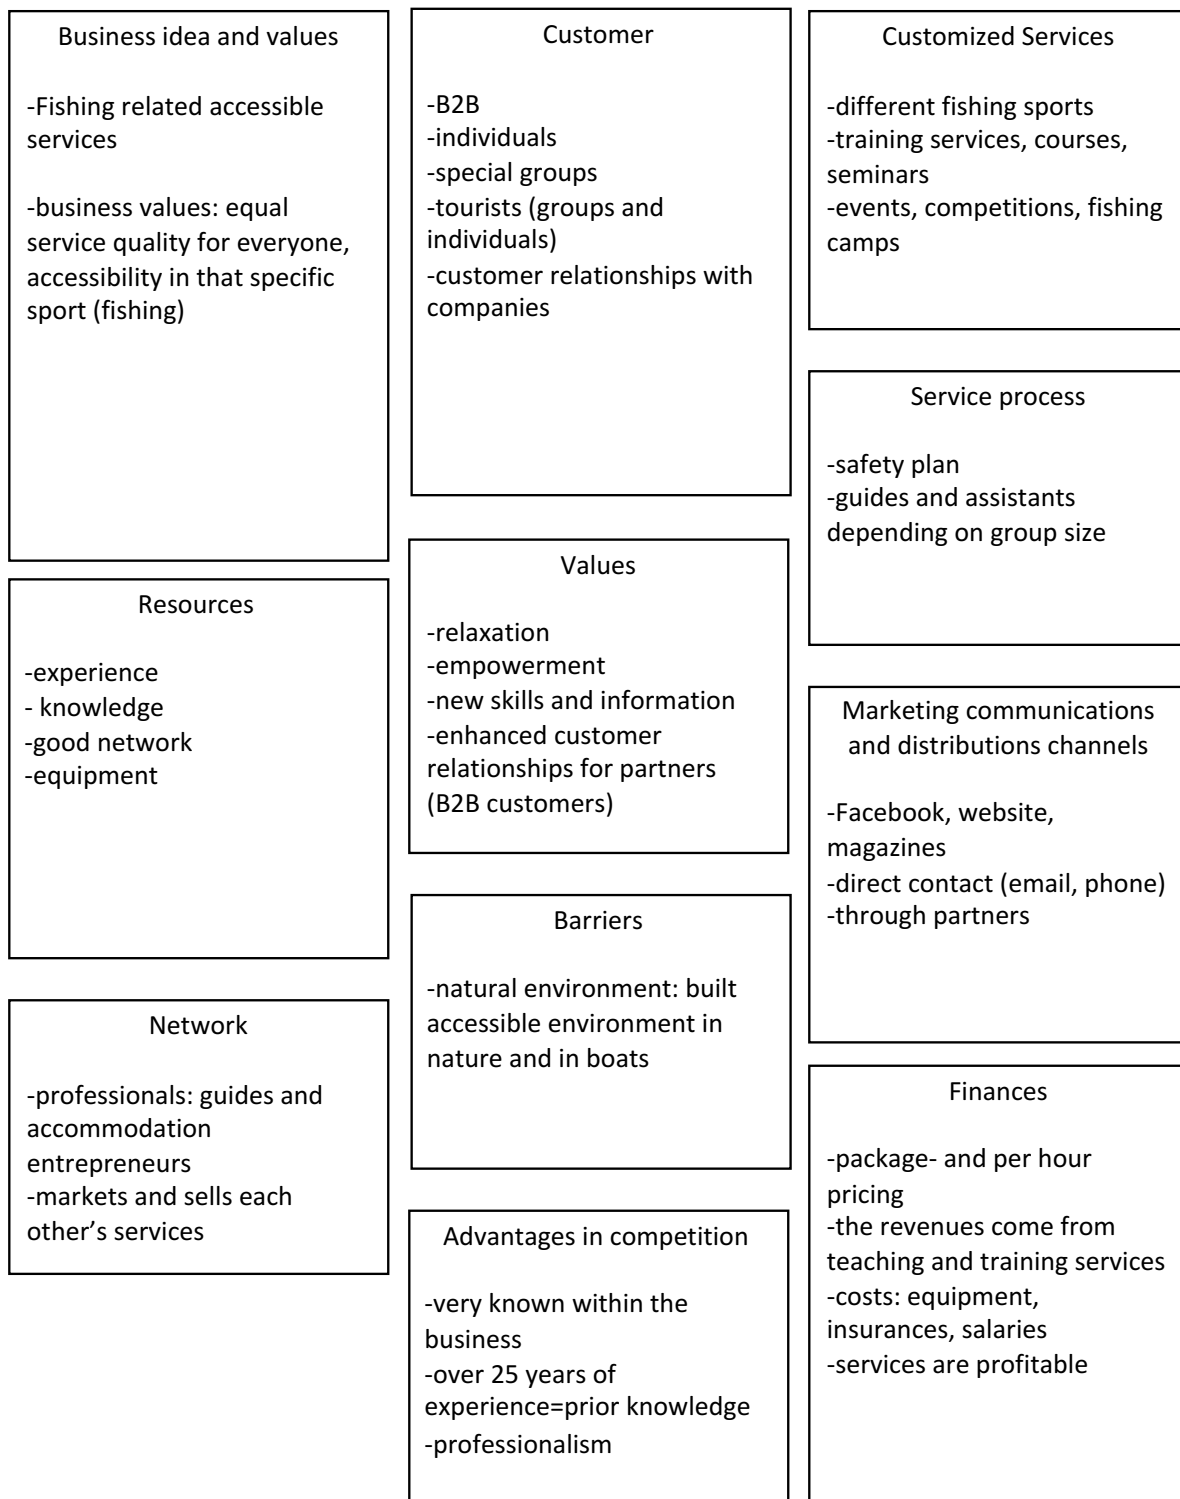 Business idea and values
-Fishing related accessible
services
-business values: equal
service quality for everyone,
accessibility in that specific
sport (fishing)
Resources
-experience
- knowledge
-good network
-equipment
Network
-professionals: guides and
accommodation
entrepreneurs
-markets and sells each
other’s services
Customer
-B2B
-individuals
-special groups
-tourists (groups and
individuals)
-customer relationships with
companies
Values
-relaxation
-empowerment
-new skills and information
-enhanced customer
relationships for partners
(B2B customers)
Barriers
-natural environment: built
accessible environment in
nature and in boats
Advantages in competition
-very known within the
business
-over 25 years of
experience=prior knowledge
-professionalism
Customized Services
-different fishing sports
-training services, courses,
seminars
-events, competitions, fishing
camps
Service process
-safety plan
-guides and assistants
depending on group size
Marketing communications
and distributions channels
-Facebook, website,
magazines
-direct contact (email, phone)
-through partners
Finances
-package- and per hour
pricing
-the revenues come from
teaching and training services
-costs: equipment,
insurances, salaries
-services are profitable